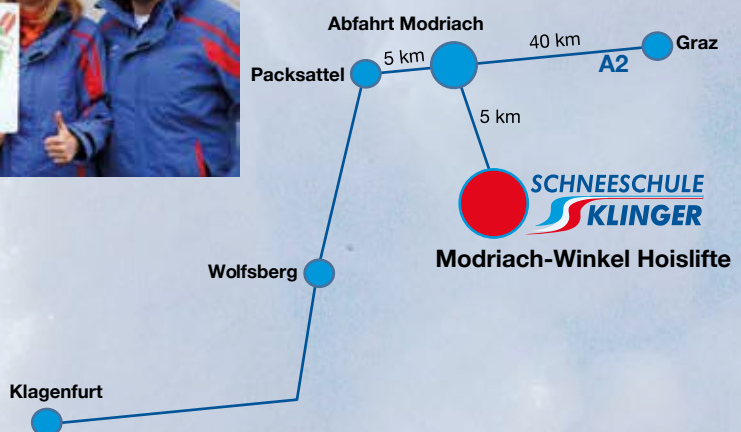 Abfahrt Modriach
5 km
40 km
Graz
Packsattel
A2
5 km
SCHNEESCHULE
KLINGER
Modriach-Winkel Hoislifte
Wolfsberg
Klagenfurt